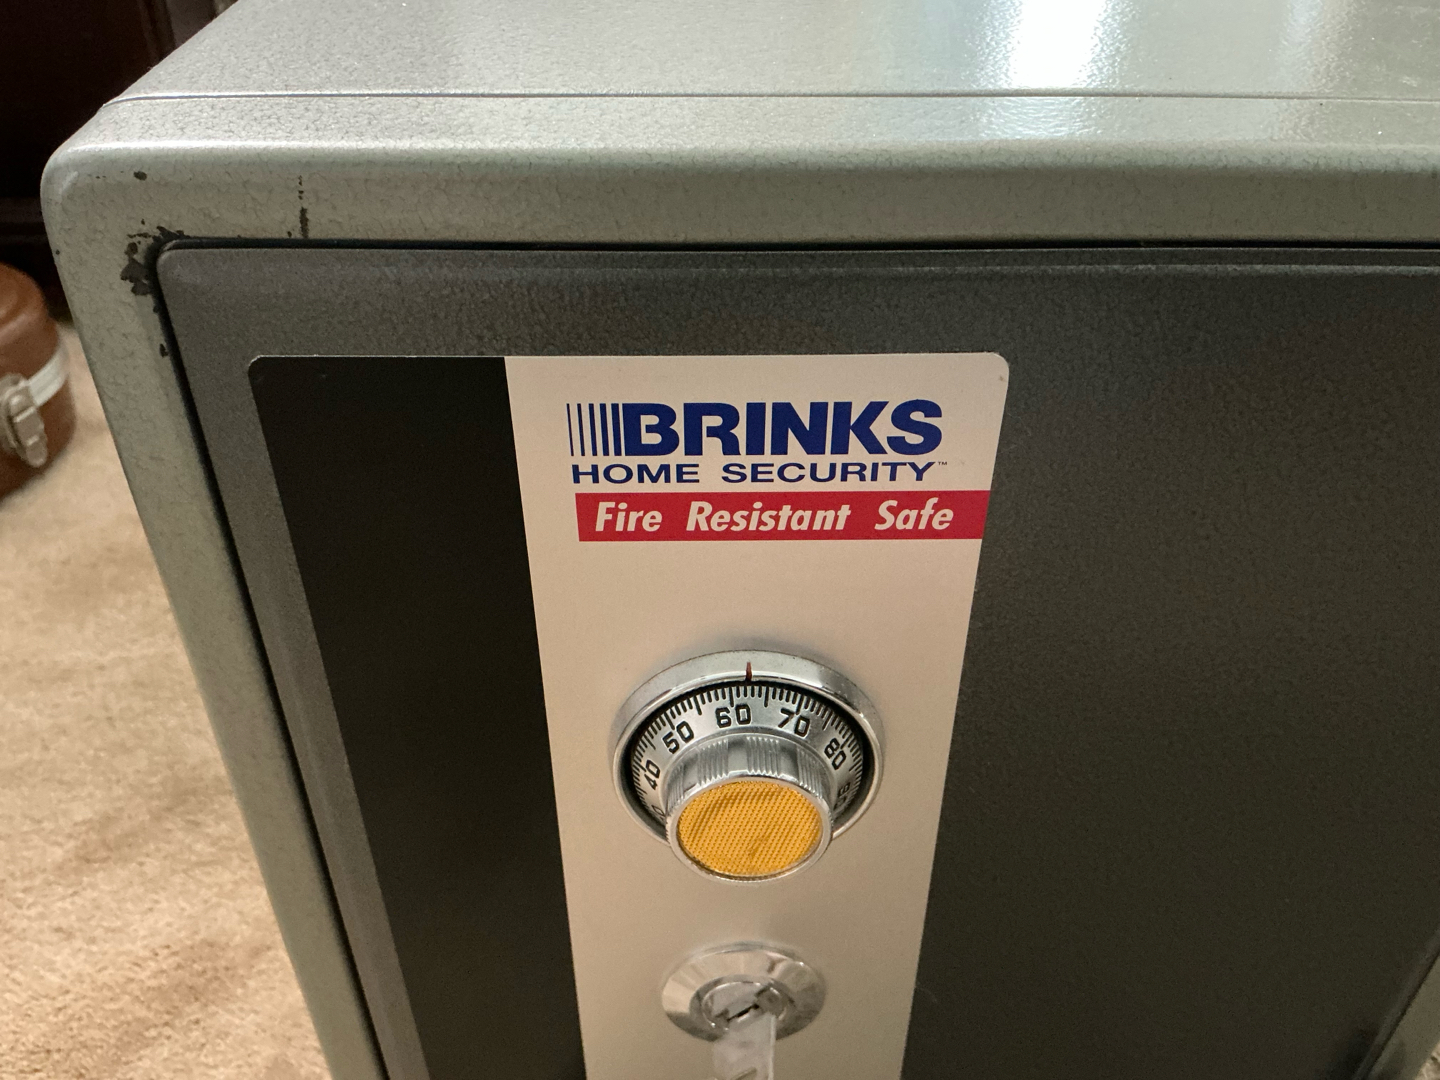 BRINKS
HOME SECURITY™
Fire Resistant Safe
40 50 60 70 80